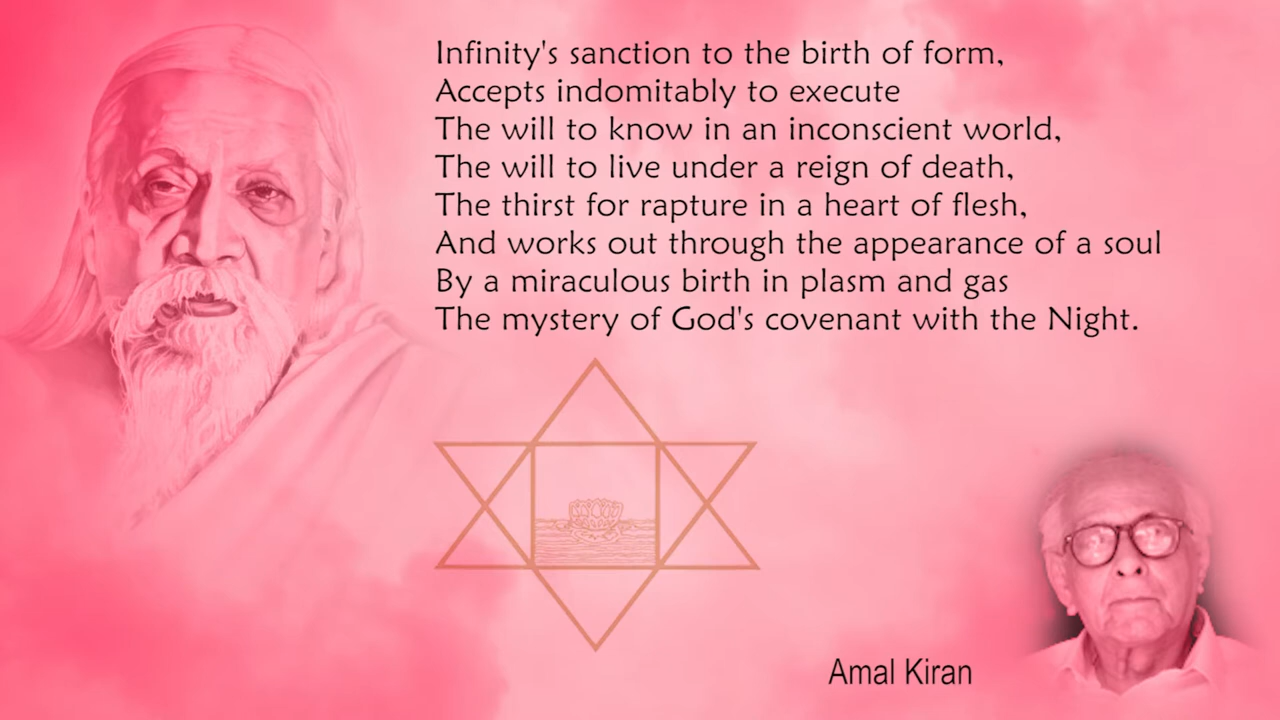 Infinity's sanction to the birth of form,
Accepts indomitably to execute
The will to know in an inconscient world,
The will to live under a reign of death,
The thirst for rapture in a heart of flesh,
And works out through the appearance of a soul
By a miraculous birth in plasm and gas
The mystery of God's covenant with the Night.
Amal Kiran